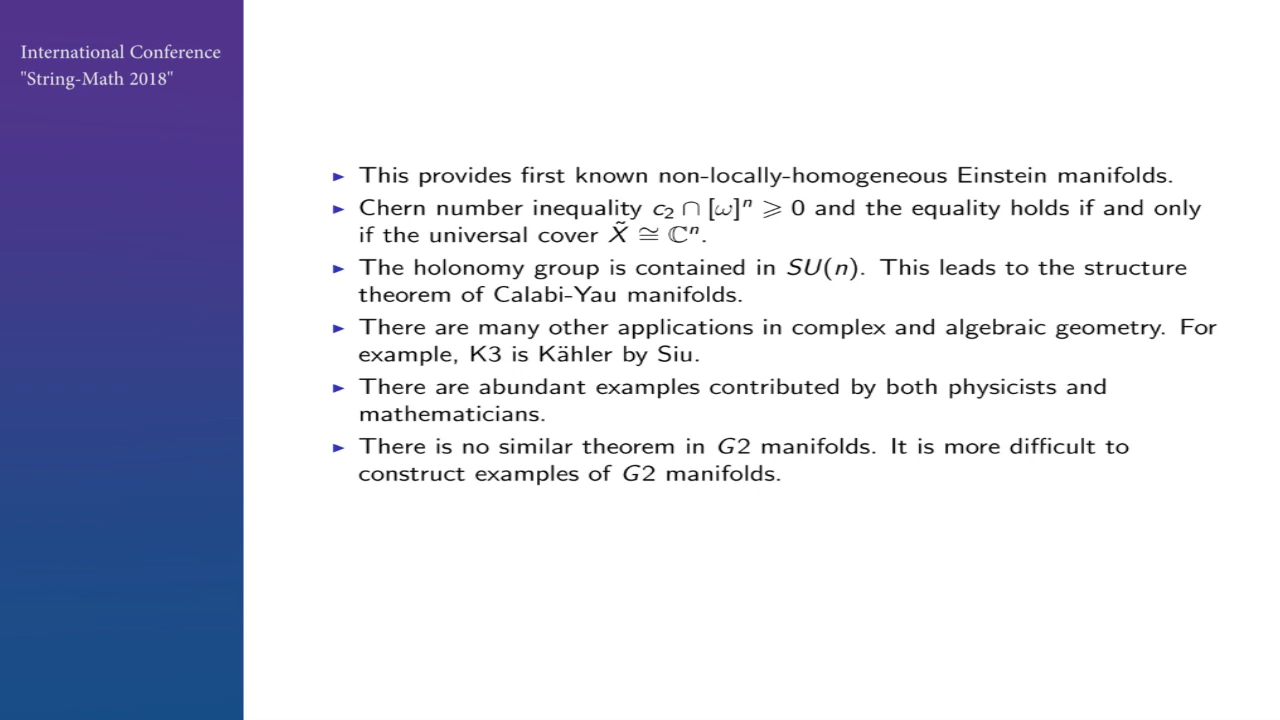 International Conference
"String-Math 2018"
► This provides first known non-locally-homogeneous Einstein manifolds.
► Chern number inequality c₂ ∩ [ω]ⁿ ⩾ 0 and the equality holds if and only
if the universal cover X̃ ≅ ℂⁿ.
► The holonomy group is contained in SU(n). This leads to the structure
theorem of Calabi-Yau manifolds.
► There are many other applications in complex and algebraic geometry. For
example, K3 is Kähler by Siu.
► There are abundant examples contributed by both physicists and
mathematicians.
► There is no similar theorem in G2 manifolds. It is more difficult to
construct examples of G2 manifolds.